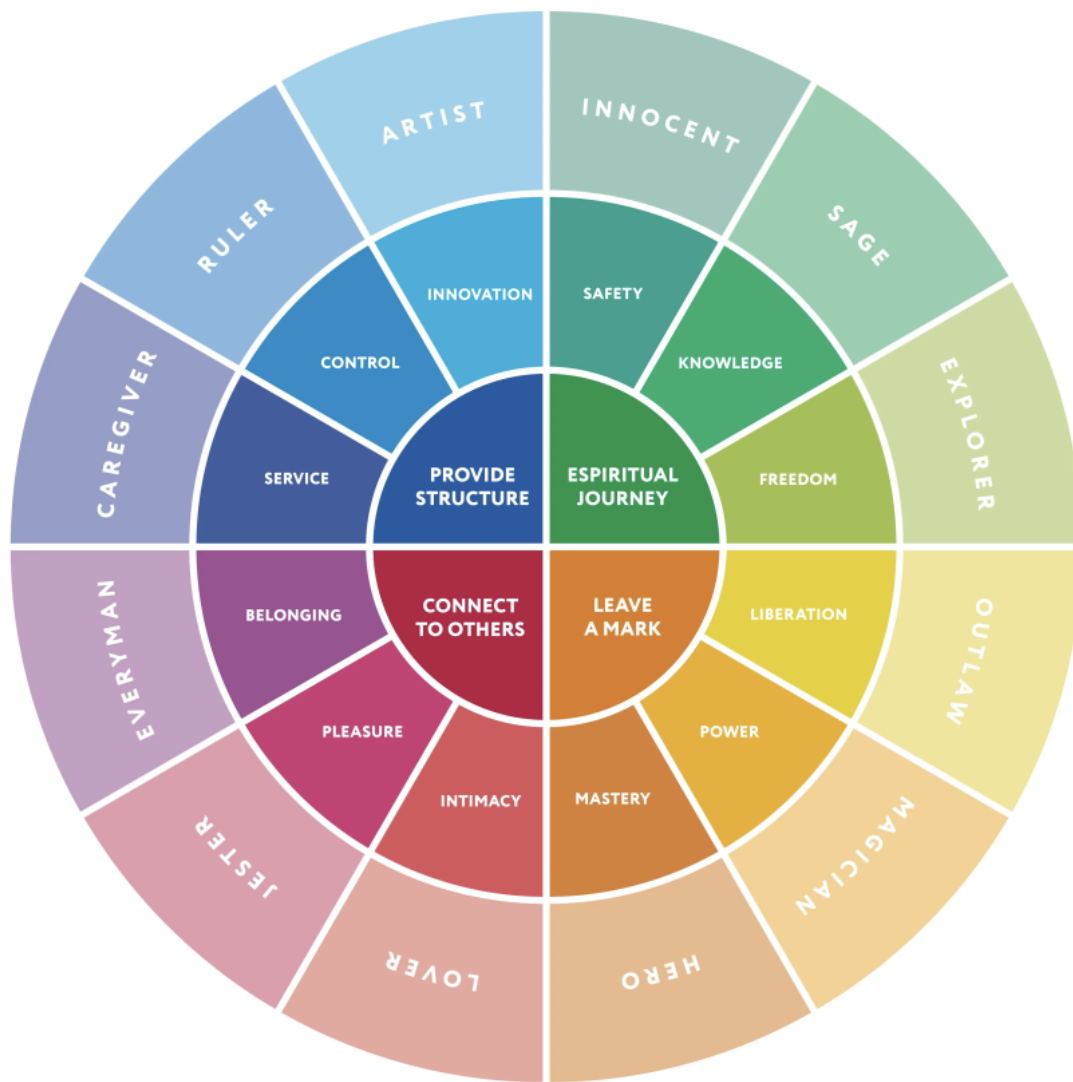 ARTIST
INNOCENT
RULER
SAGE
CAREGIVER
EXPLORER
INNOVATION
SAFETY
CONTROL
KNOWLEDGE
SERVICE
FREEDOM
PROVIDE
STRUCTURE
ESPIRITUAL
JOURNEY
CONNECT
TO OTHERS
LEAVE
A MARK
BELONGING
LIBERATION
PLEASURE
POWER
INTIMACY
MASTERY
EVERYMAN
OUTLAW
JESTER
MAGICIAN
LOVER
HERO